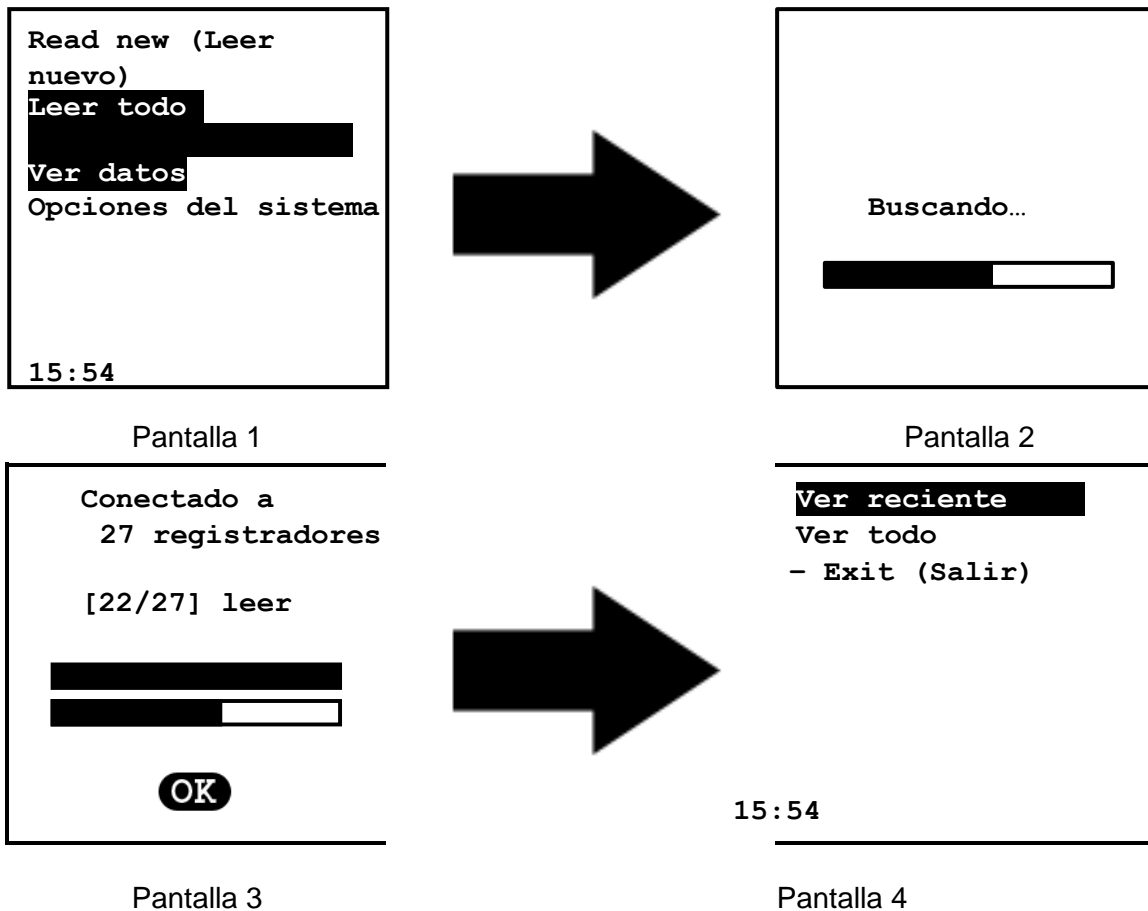 Read new (Leer
nuevo)
Leer todo
Ver datos
Opciones del sistema
15:54
Pantalla 1
Buscando…
Pantalla 2
Conectado a
27 registradores
[22/27] leer
OK
Pantalla 3
Ver reciente
Ver todo
– Exit (Salir)
15:54
Pantalla 4